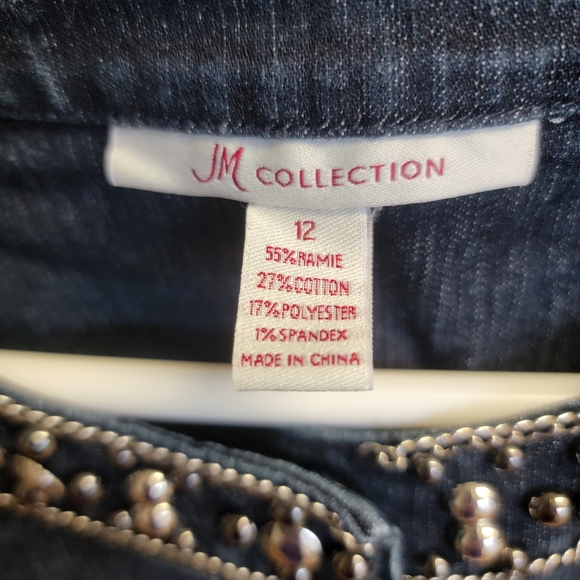 JM COLLECTION
12
55%RAMIE
27%COTTON
17%POLYESTER
1%SPANDEX
MADE IN CHINA